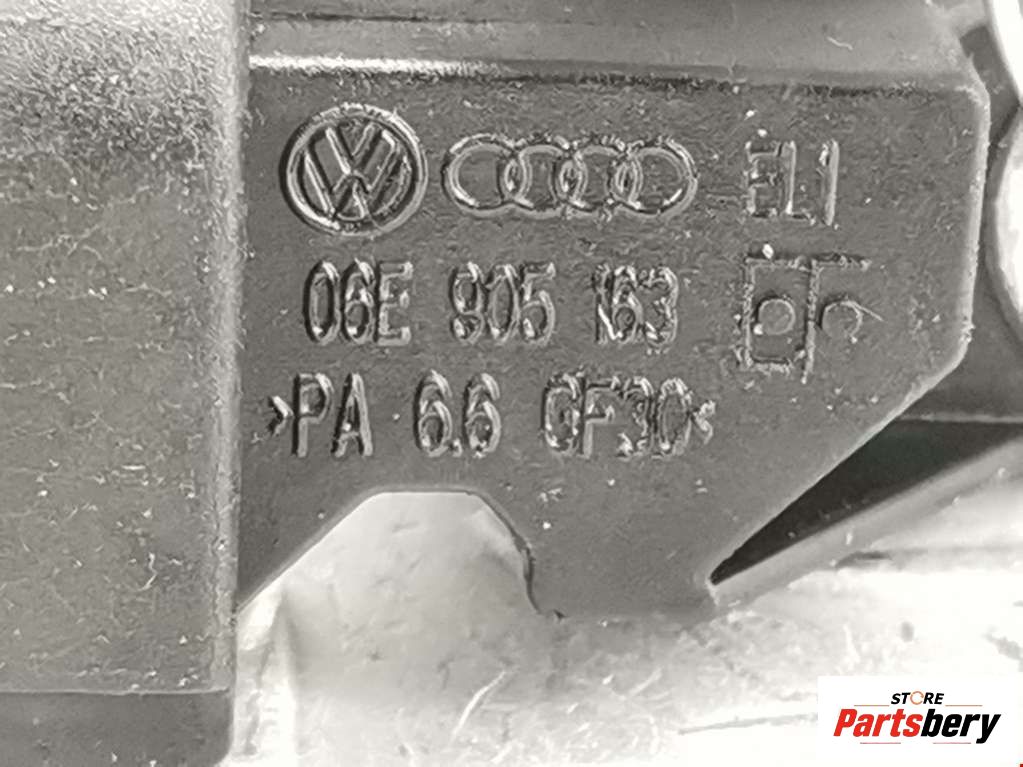 ELI
06E 905 163
>PA 6.6 GF30<
STORE
Partsbery